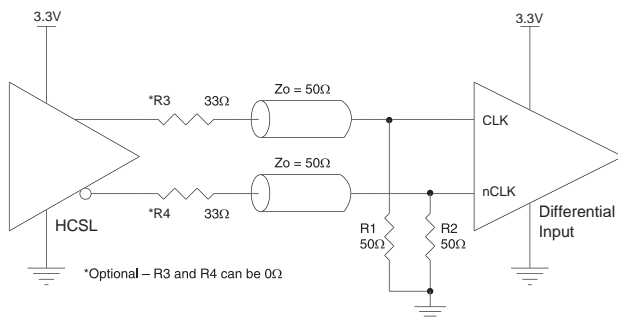 3.3V
3.3V
*R3
33Ω
Zo = 50Ω
CLK
Zo = 50Ω
nCLK
*R4
33Ω
HCSL
R1
50Ω
R2
50Ω
Differential
Input
*Optional – R3 and R4 can be 0Ω